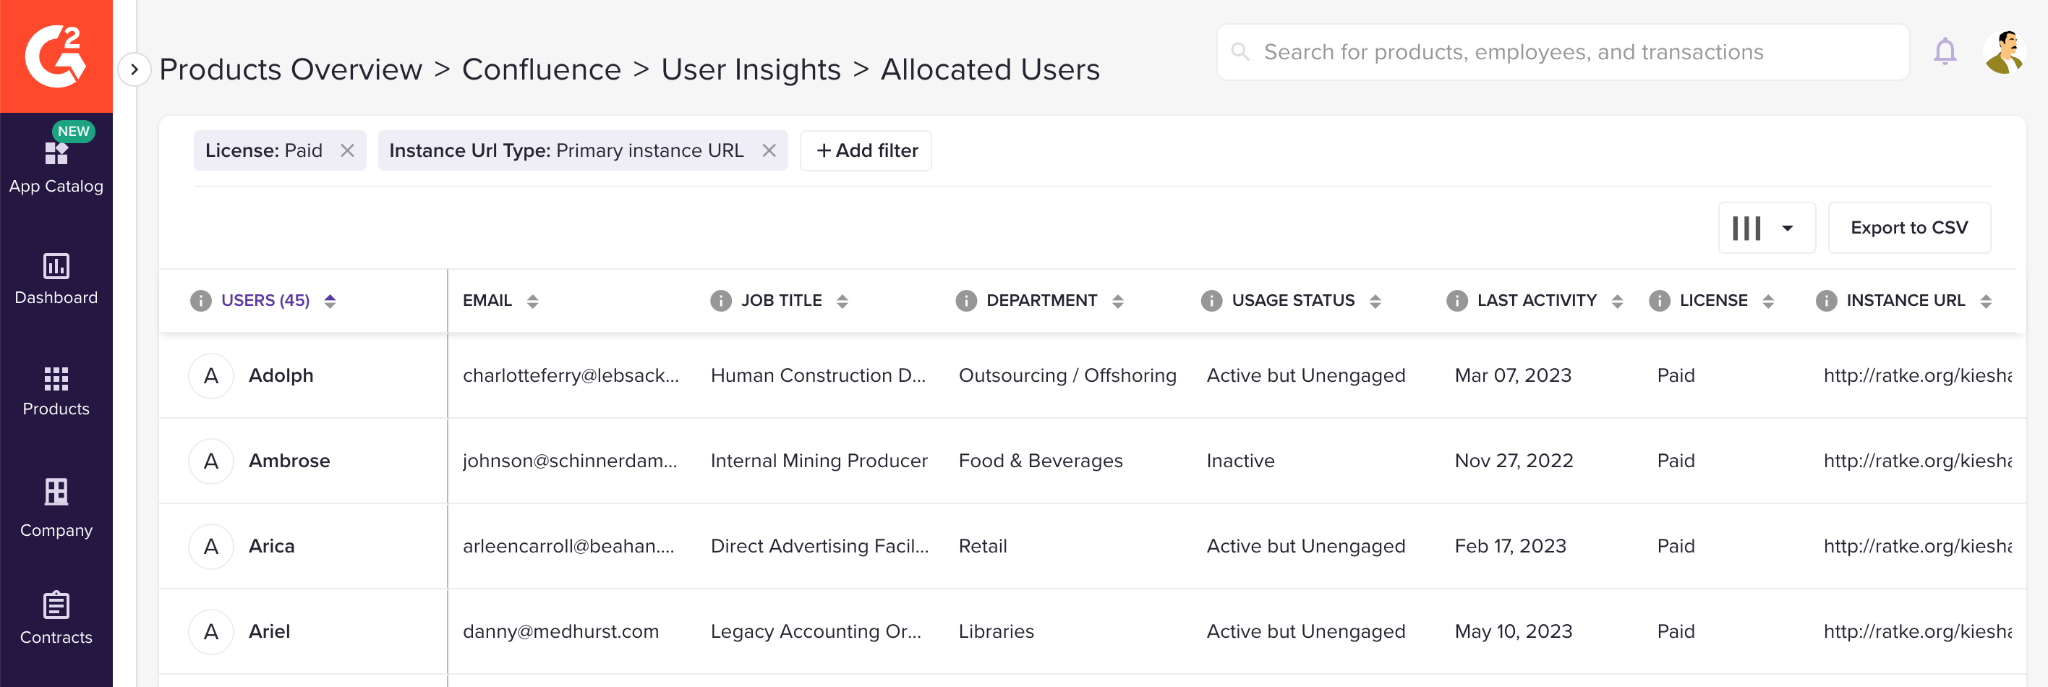 G2
Products Overview > Confluence > User Insights > Allocated Users
Search for products, employees, and transactions
NEW
App Catalog
Dashboard
Products
Company
Contracts
License: Paid
Instance Url Type: Primary instance URL
+ Add filter
Export to CSV
USERS (45) EMAIL JOB TITLE DEPARTMENT USAGE STATUS LAST ACTIVITY LICENSE INSTANCE URL
A Adolph charlotteferry@lebsack... Human Construction D... Outsourcing / Offshoring Active but Unengaged Mar 07, 2023 Paid http://ratke.org/kiesha
A Ambrose johnson@schinnerdam... Internal Mining Producer Food & Beverages Inactive Nov 27, 2022 Paid http://ratke.org/kiesha
A Arica arleencarroll@beahan.... Direct Advertising Facil... Retail Active but Unengaged Feb 17, 2023 Paid http://ratke.org/kiesha
A Ariel danny@medhurst.com Legacy Accounting Or... Libraries Active but Unengaged May 10, 2023 Paid http://ratke.org/kiesha